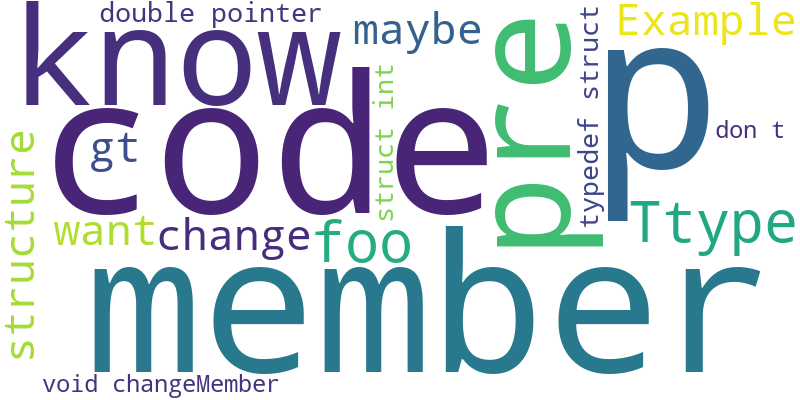 double pointer
Example
maybe
know
pre
p
typedef struct
struct int
code
don t
gt
structure
want
change
foo
Ttype
member
void changeMember